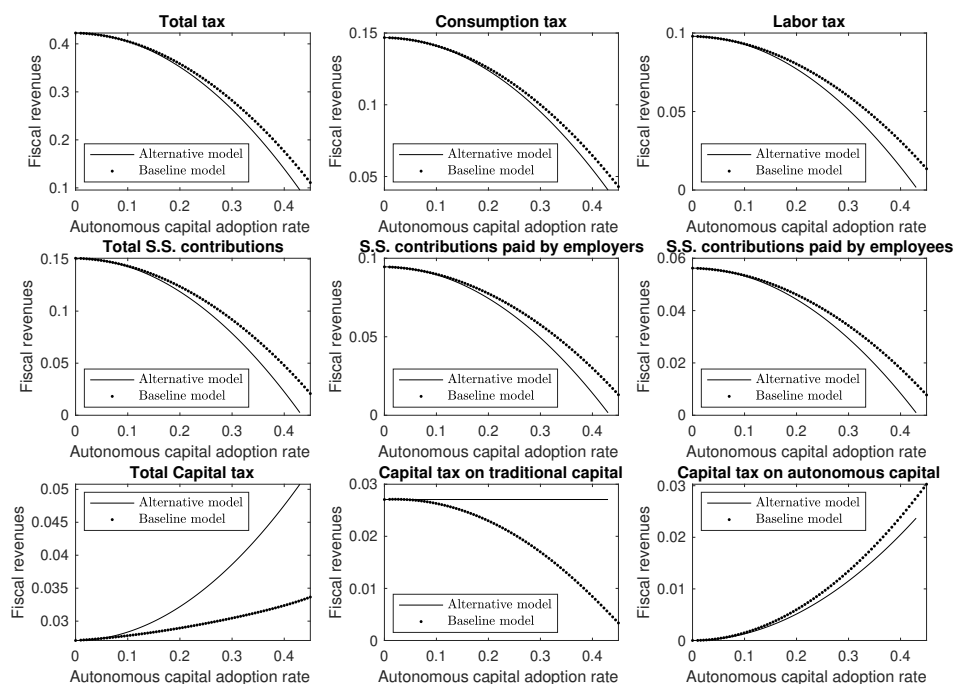 Total tax
Consumption tax
Labor tax
Fiscal revenues
0.4
0.3
0.2
0.1
Alternative model
Baseline model
0
0.1
0.2
0.3
0.4
Autonomous capital adoption rate
Fiscal revenues
0.15
0.1
0.05
Alternative model
Baseline model
0
0.1
0.2
0.3
0.4
Autonomous capital adoption rate
Fiscal revenues
0.1
0.05
0
Alternative model
Baseline model
0
0.1
0.2
0.3
0.4
Autonomous capital adoption rate
Total S.S. contributions
S.S. contributions paid by employers
S.S. contributions paid by employees
Fiscal revenues
0.15
0.1
0.05
0
Alternative model
Baseline model
0
0.1
0.2
0.3
0.4
Autonomous capital adoption rate
Fiscal revenues
0.1
0.05
0
Alternative model
Baseline model
0
0.1
0.2
0.3
0.4
Autonomous capital adoption rate
Fiscal revenues
0.06
0.04
0.02
0
Alternative model
Baseline model
0
0.1
0.2
0.3
0.4
Autonomous capital adoption rate
Total Capital tax
Capital tax on traditional capital
Capital tax on autonomous capital
Fiscal revenues
0.05
0.045
0.04
0.035
0.03
Alternative model
Baseline model
0
0.1
0.2
0.3
0.4
Autonomous capital adoption rate
Fiscal revenues
0.03
0.02
0.01
0
Alternative model
Baseline model
0
0.1
0.2
0.3
0.4
Autonomous capital adoption rate
Fiscal revenues
0.03
0.02
0.01
0
Alternative model
Baseline model
0
0.1
0.2
0.3
0.4
Autonomous capital adoption rate